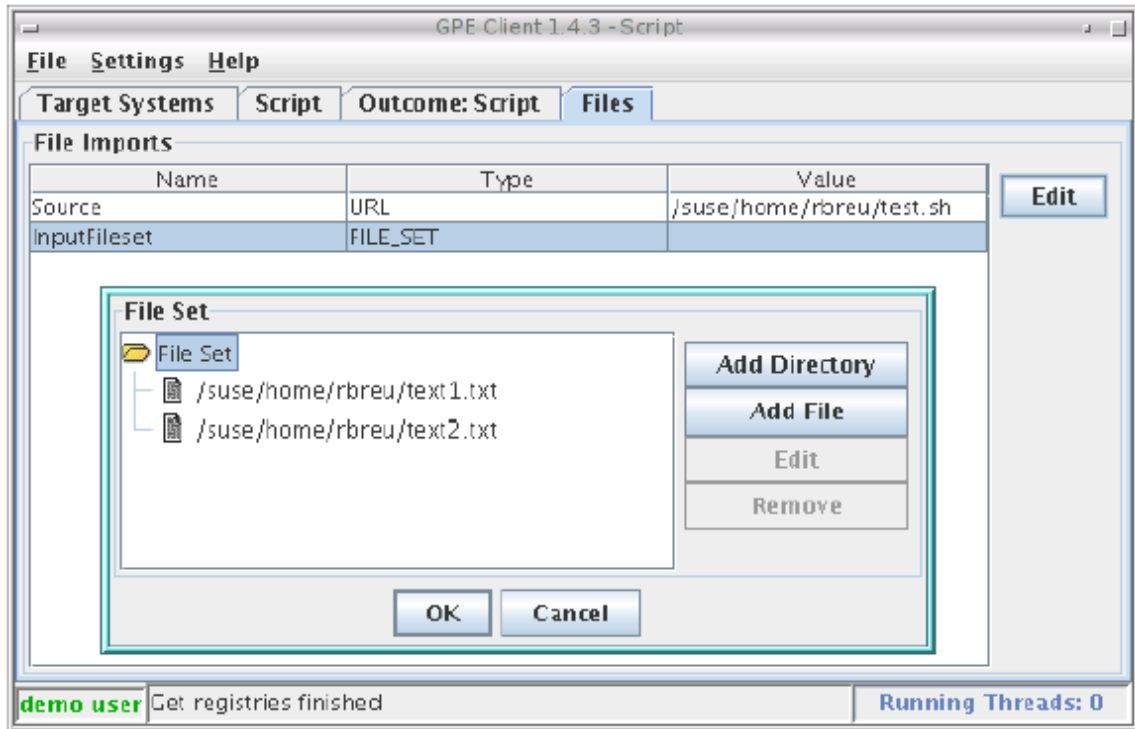 GPE Client 1.4.3 - Script
File Settings Help
Target Systems Script Outcome: Script Files
File Imports
Name Type Value
Edit
Source URL /suse/home/rbreu/test.sh
InputFileset FILE_SET
File Set
File Set
Add Directory
/suse/home/rbreu/text1.txt
Add File
/suse/home/rbreu/text2.txt
Edit
Remove
OK Cancel
demo user Get registries finished Running Threads: 0